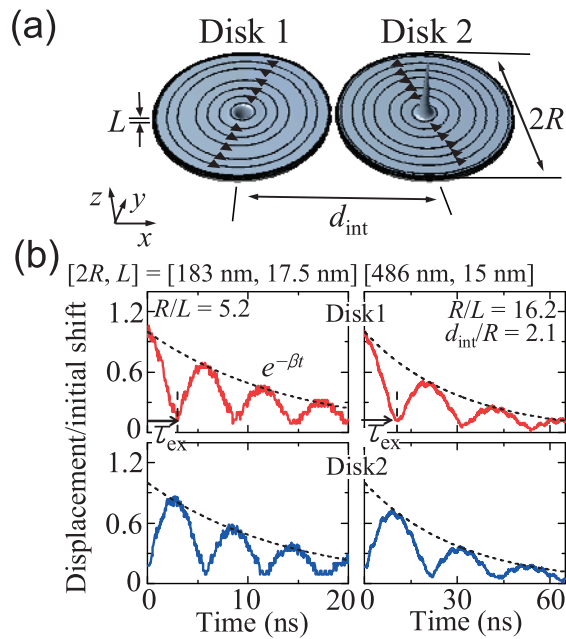 (a)
Disk 1 Disk 2
L
2R
z y x
d_int
(b)
[2R, L] = [183 nm, 17.5 nm] [486 nm, 15 nm]
1.2 R/L = 5.2 Disk1 R/L = 16.2
d_int/R = 2.1
0.6 e^{−βt}
0 τ_ex τ_ex
Displacement/initial shift
1.2 Disk2
0.6
0
0 10 20 0 30 60
Time (ns) Time (ns)